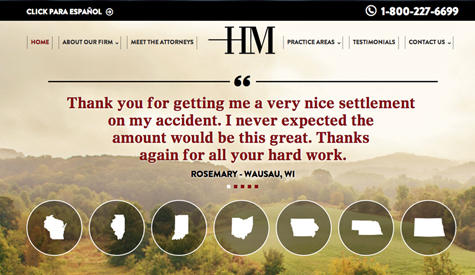 CLICK PARA ESPAÑOL
1-800-227-6699
HOME
ABOUT OUR FIRM
MEET THE ATTORNEYS
HM
PRACTICE AREAS
TESTIMONIALS
CONTACT US
“
Thank you for getting me a very nice settlement
on my accident. I never expected the
amount would be this great. Thanks
again for all your hard work.
ROSEMARY - WAUSAU, WI